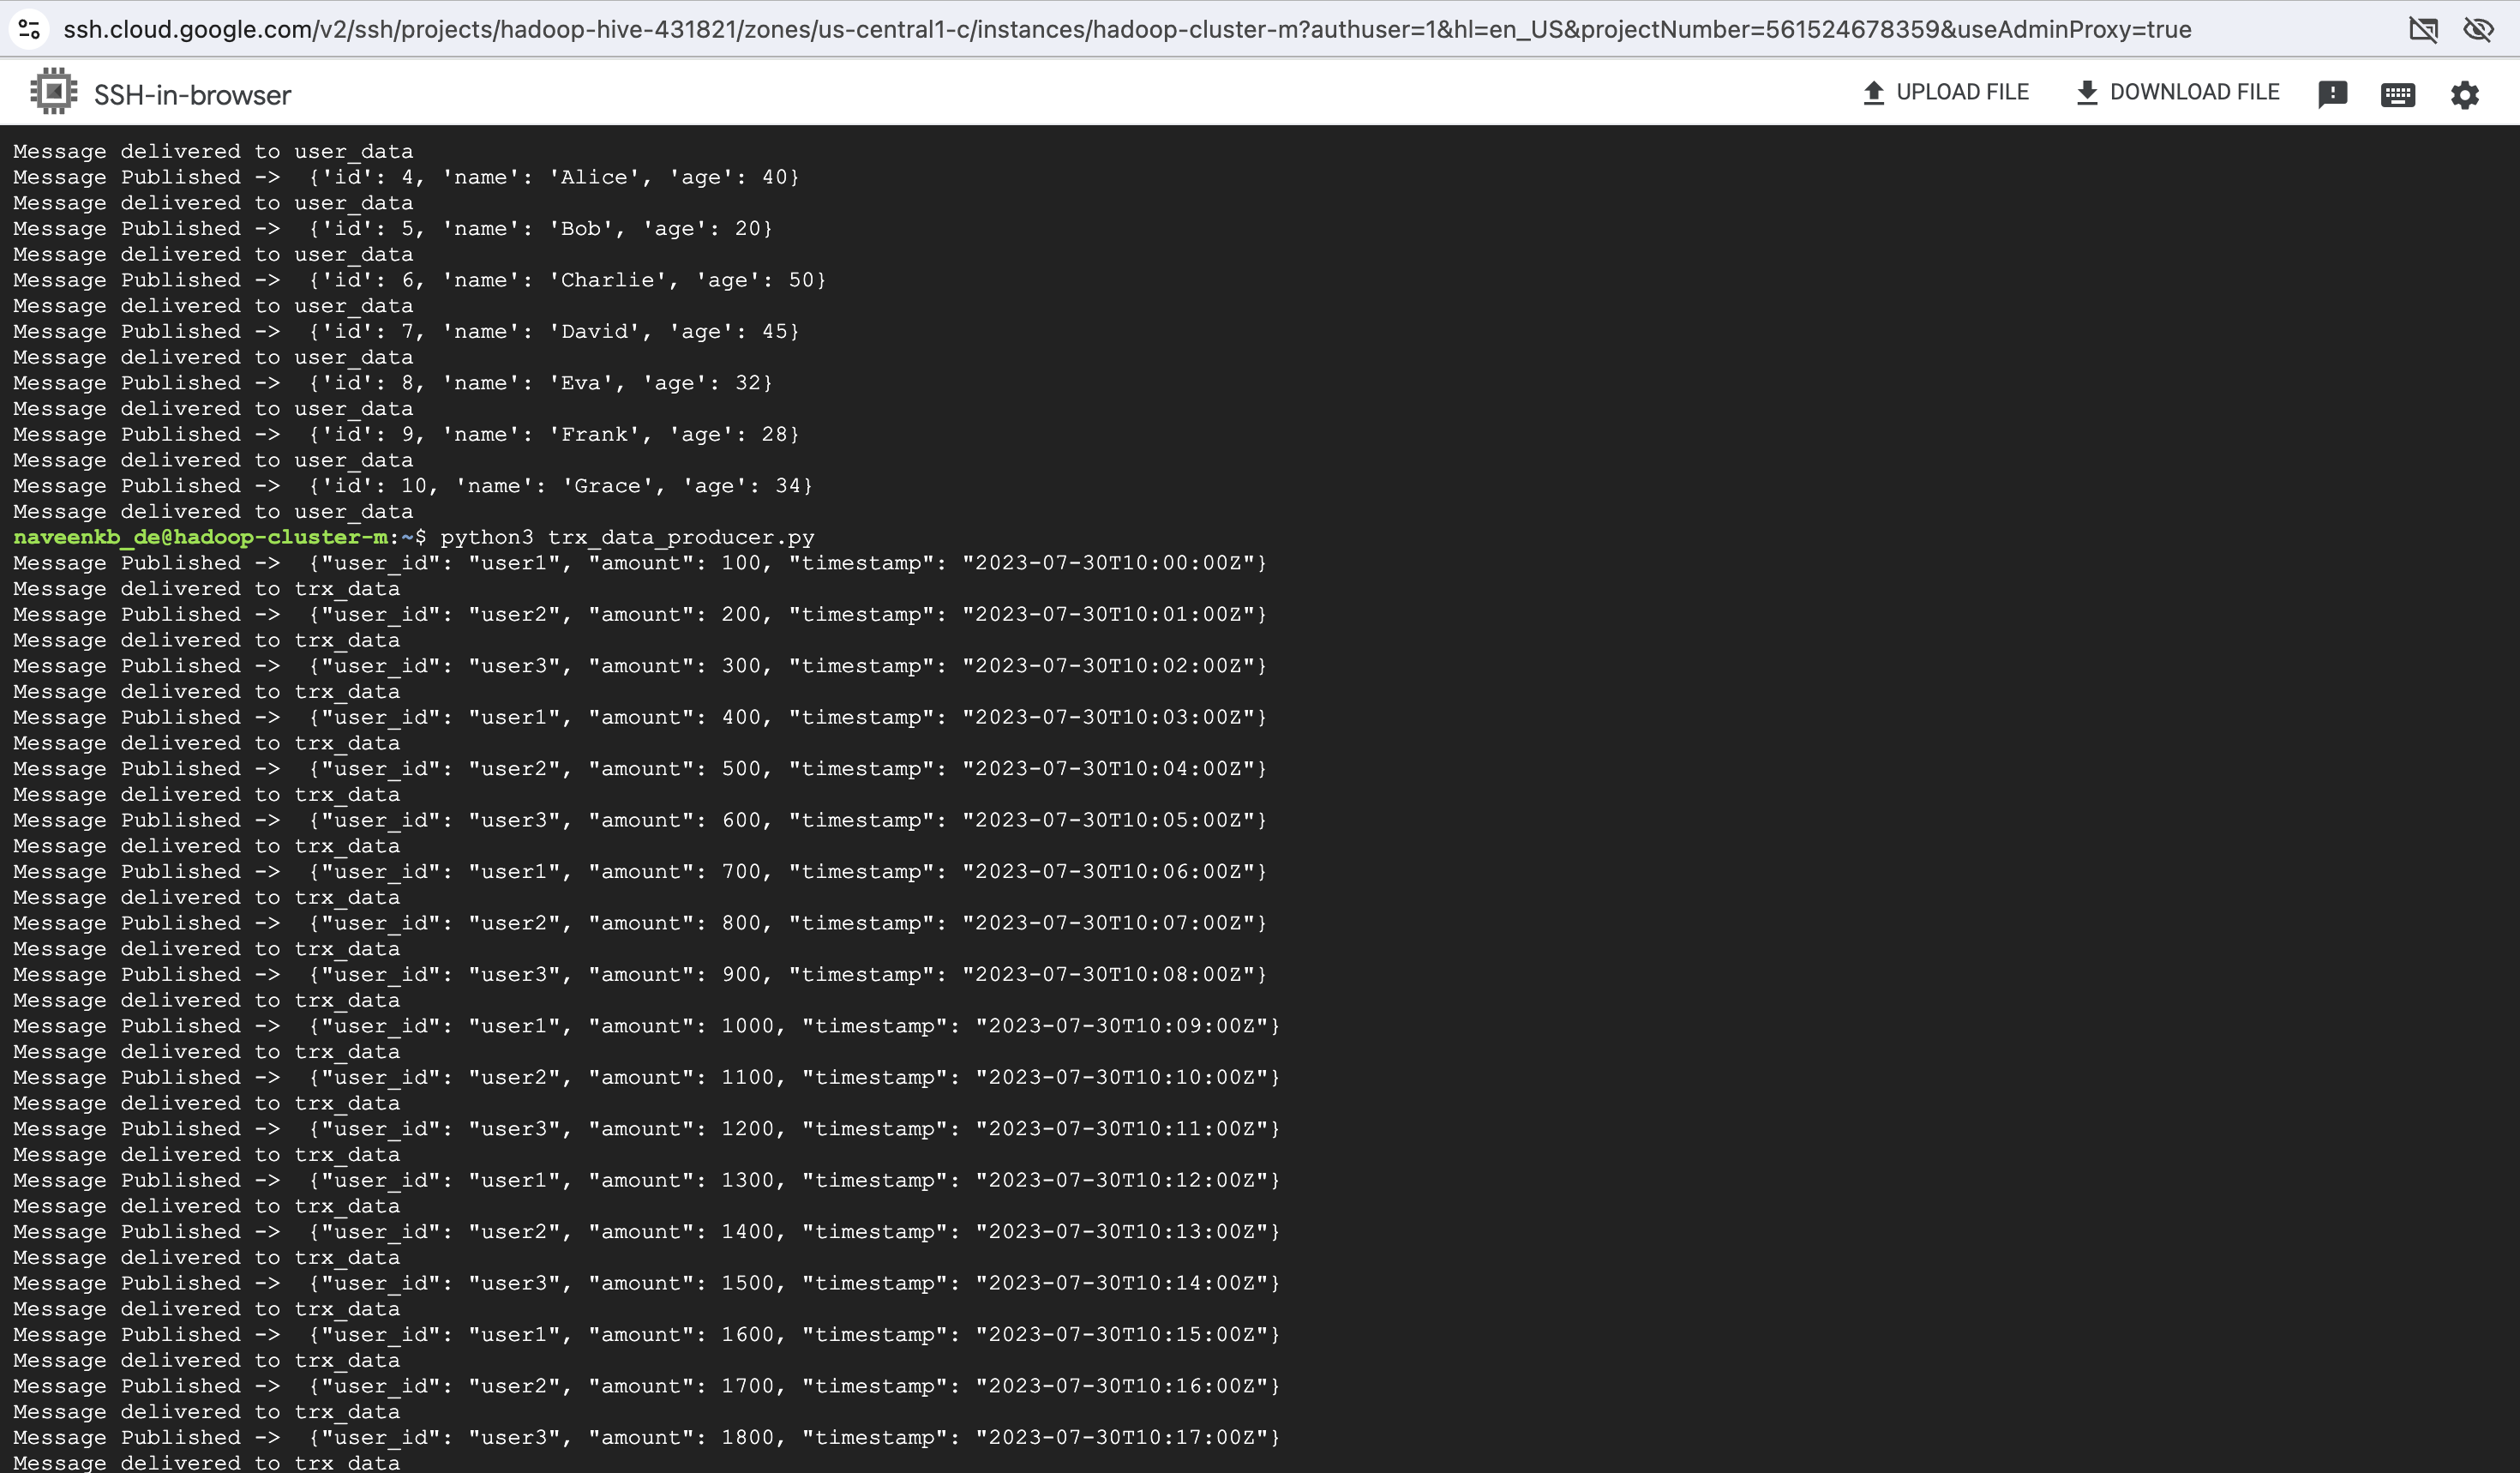 ssh.cloud.google.com/v2/ssh/projects/hadoop-hive-431821/zones/us-central1-c/instances/hadoop-cluster-m?authuser=1&hl=en_US&projectNumber=561524678359&useAdminProxy=true
SSH-in-browser
UPLOAD FILE
DOWNLOAD FILE
Message delivered to user_data
Message Published ->  {'id': 4, 'name': 'Alice', 'age': 40}
Message delivered to user_data
Message Published ->  {'id': 5, 'name': 'Bob', 'age': 20}
Message delivered to user_data
Message Published ->  {'id': 6, 'name': 'Charlie', 'age': 50}
Message delivered to user_data
Message Published ->  {'id': 7, 'name': 'David', 'age': 45}
Message delivered to user_data
Message Published ->  {'id': 8, 'name': 'Eva', 'age': 32}
Message delivered to user_data
Message Published ->  {'id': 9, 'name': 'Frank', 'age': 28}
Message delivered to user_data
Message Published ->  {'id': 10, 'name': 'Grace', 'age': 34}
Message delivered to user_data
naveenkb_de@hadoop-cluster-m:~$ python3 trx_data_producer.py
Message Published ->  {"user_id": "user1", "amount": 100, "timestamp": "2023-07-30T10:00:00Z"}
Message delivered to trx_data
Message Published ->  {"user_id": "user2", "amount": 200, "timestamp": "2023-07-30T10:01:00Z"}
Message delivered to trx_data
Message Published ->  {"user_id": "user3", "amount": 300, "timestamp": "2023-07-30T10:02:00Z"}
Message delivered to trx_data
Message Published ->  {"user_id": "user1", "amount": 400, "timestamp": "2023-07-30T10:03:00Z"}
Message delivered to trx_data
Message Published ->  {"user_id": "user2", "amount": 500, "timestamp": "2023-07-30T10:04:00Z"}
Message delivered to trx_data
Message Published ->  {"user_id": "user3", "amount": 600, "timestamp": "2023-07-30T10:05:00Z"}
Message delivered to trx_data
Message Published ->  {"user_id": "user1", "amount": 700, "timestamp": "2023-07-30T10:06:00Z"}
Message delivered to trx_data
Message Published ->  {"user_id": "user2", "amount": 800, "timestamp": "2023-07-30T10:07:00Z"}
Message delivered to trx_data
Message Published ->  {"user_id": "user3", "amount": 900, "timestamp": "2023-07-30T10:08:00Z"}
Message delivered to trx_data
Message Published ->  {"user_id": "user1", "amount": 1000, "timestamp": "2023-07-30T10:09:00Z"}
Message delivered to trx_data
Message Published ->  {"user_id": "user2", "amount": 1100, "timestamp": "2023-07-30T10:10:00Z"}
Message delivered to trx_data
Message Published ->  {"user_id": "user3", "amount": 1200, "timestamp": "2023-07-30T10:11:00Z"}
Message delivered to trx_data
Message Published ->  {"user_id": "user1", "amount": 1300, "timestamp": "2023-07-30T10:12:00Z"}
Message delivered to trx_data
Message Published ->  {"user_id": "user2", "amount": 1400, "timestamp": "2023-07-30T10:13:00Z"}
Message delivered to trx_data
Message Published ->  {"user_id": "user3", "amount": 1500, "timestamp": "2023-07-30T10:14:00Z"}
Message delivered to trx_data
Message Published ->  {"user_id": "user1", "amount": 1600, "timestamp": "2023-07-30T10:15:00Z"}
Message delivered to trx_data
Message Published ->  {"user_id": "user2", "amount": 1700, "timestamp": "2023-07-30T10:16:00Z"}
Message delivered to trx_data
Message Published ->  {"user_id": "user3", "amount": 1800, "timestamp": "2023-07-30T10:17:00Z"}
Message delivered to trx_data